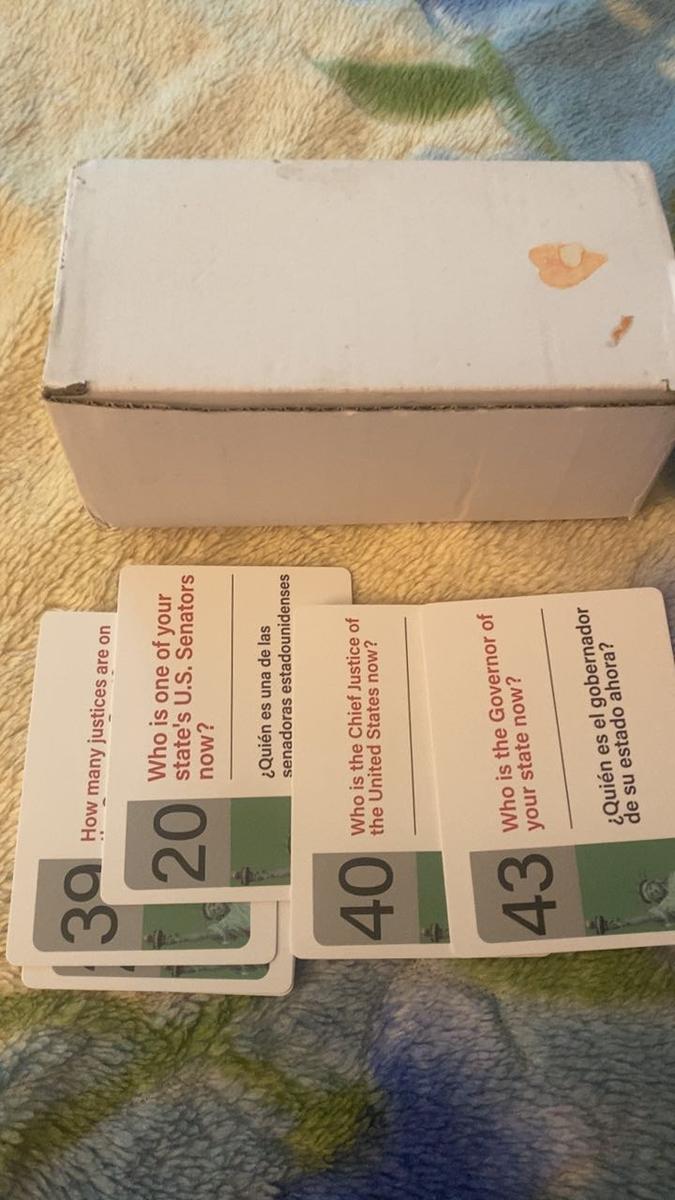 39
How many justices are on
20
Who is one of your
state's U.S. Senators
now?
¿Quién es una de las
senadoras estadounidenses
40
Who is the Chief Justice of
the United States now?
43
Who is the Governor of
your state now?
¿Quién es el gobernador
de su estado ahora?